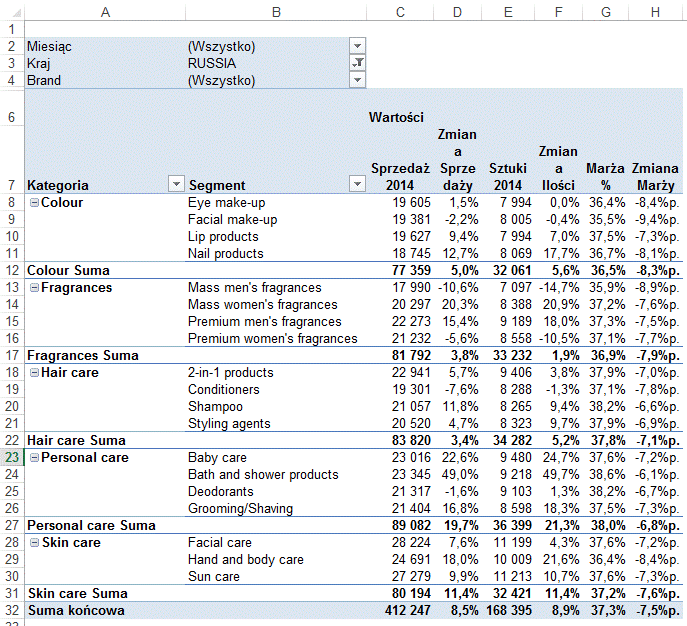 A B C D E F G H
1
2 Miesiąc (Wszystko)
3 Kraj RUSSIA
4 Brand (Wszystko)
6 Wartości
Zmian
a Zmian
Sprzedaż Sprze Sztuki a Marża Zmiana
7 Kategoria Segment 2014 daży 2014 Ilości % Marży
8 Colour Eye make-up 19 605 1,5% 7 994 0,0% 36,4% -8,4%p.
9 Facial make-up 19 381 -2,2% 8 005 -0,4% 35,5% -9,4%p.
10 Lip products 19 627 9,4% 7 994 7,0% 37,5% -7,3%p.
11 Nail products 18 745 12,7% 8 069 17,7% 36,7% -8,1%p.
12 Colour Suma 77 359 5,0% 32 061 5,6% 36,5% -8,3%p.
13 Fragrances Mass men's fragrances 17 990 -10,6% 7 097 -14,7% 35,9% -8,9%p.
14 Mass women's fragrances 20 297 20,3% 8 388 20,9% 37,2% -7,6%p.
15 Premium men's fragrances 22 273 15,4% 9 189 18,0% 37,3% -7,5%p.
16 Premium women's fragrances 21 232 -5,6% 8 558 -10,5% 37,1% -7,7%p.
17 Fragrances Suma 81 792 3,8% 33 232 1,9% 36,9% -7,9%p.
18 Hair care 2-in-1 products 22 941 5,7% 9 406 3,8% 37,9% -7,0%p.
19 Conditioners 19 301 -7,6% 8 288 -1,3% 37,1% -7,8%p.
20 Shampoo 21 057 11,8% 8 265 9,4% 38,2% -6,6%p.
21 Styling agents 20 520 4,7% 8 323 9,7% 37,9% -6,9%p.
22 Hair care Suma 83 820 3,4% 34 282 5,2% 37,8% -7,1%p.
23 Personal care Baby care 23 016 22,6% 9 480 24,7% 37,6% -7,2%p.
24 Bath and shower products 23 345 49,0% 9 218 49,7% 38,6% -6,1%p.
25 Deodorants 21 317 -1,6% 9 103 1,3% 38,2% -6,7%p.
26 Grooming/Shaving 21 404 16,8% 8 598 18,3% 37,5% -7,3%p.
27 Personal care Suma 89 082 19,7% 36 399 21,3% 38,0% -6,8%p.
28 Skin care Facial care 28 224 7,6% 11 199 4,3% 37,6% -7,2%p.
29 Hand and body care 24 691 18,0% 10 009 21,6% 36,4% -8,4%p.
30 Sun care 27 279 9,9% 11 213 10,7% 37,6% -7,3%p.
31 Skin care Suma 80 194 11,4% 32 421 11,4% 37,2% -7,6%p.
32 Suma końcowa 412 247 8,5% 168 395 8,9% 37,3% -7,5%p.